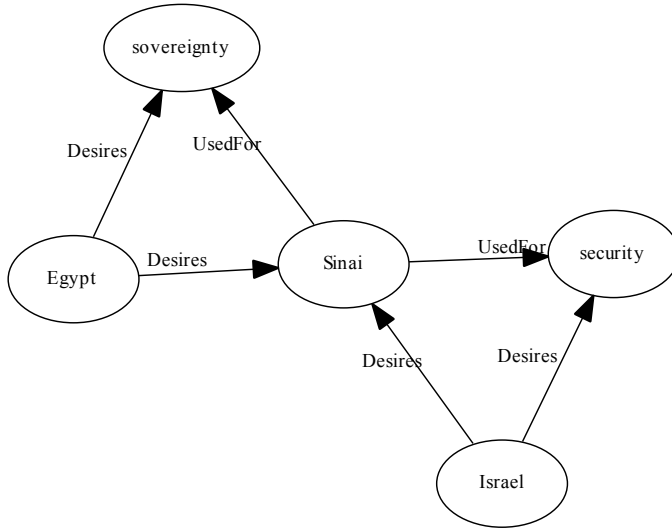 sovereignty
Desires
UsedFor
Egypt
Desires
Sinai
UsedFor
security
Desires
Desires
Israel